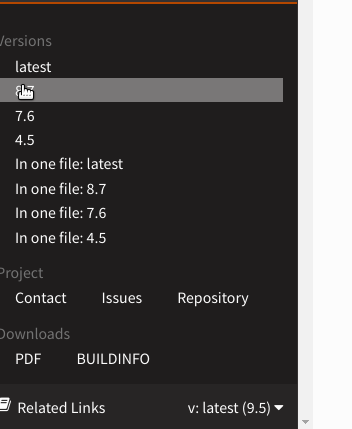 Versions
latest
7.6
4.5
In one file: latest
In one file: 8.7
In one file: 7.6
In one file: 4.5
Project
Contact Issues Repository
Downloads
PDF BUILDINFO
Related Links v: latest (9.5)